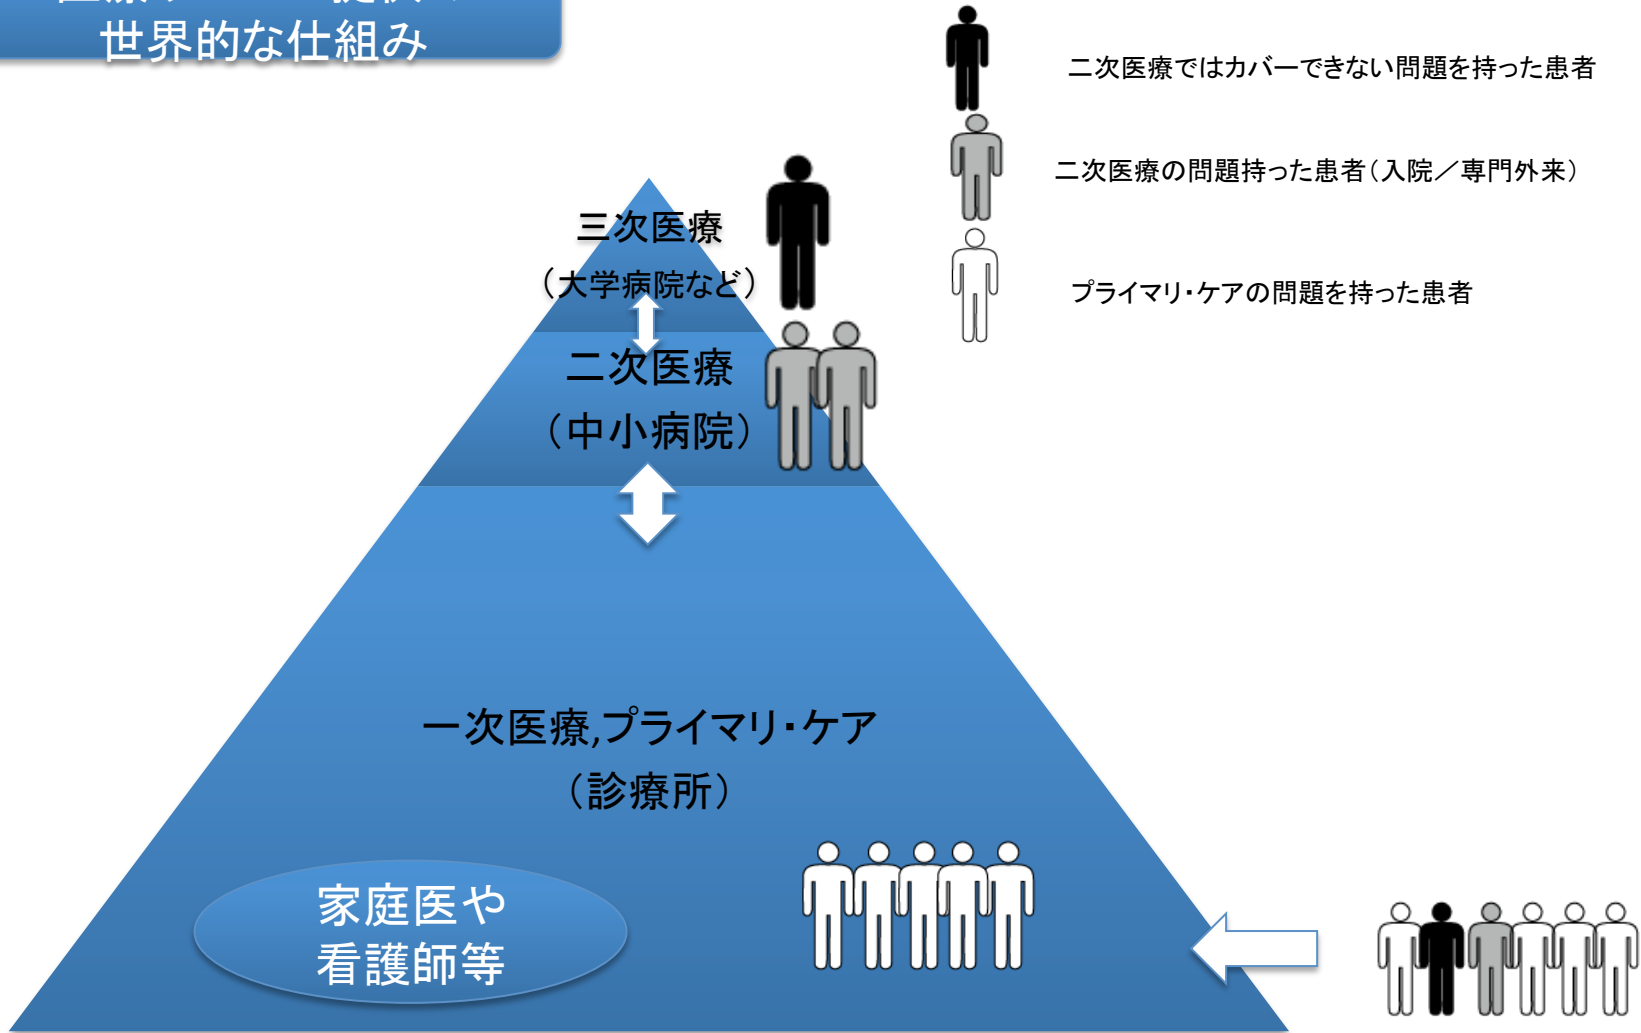 世界的な仕組み
二次医療ではカバーできない問題を持った患者
二次医療の問題持った患者（入院／専門外来）
プライマリ・ケアの問題を持った患者
三次医療
（大学病院など）
二次医療
（中小病院）
一次医療,プライマリ・ケア
（診療所）
家庭医や
看護師等